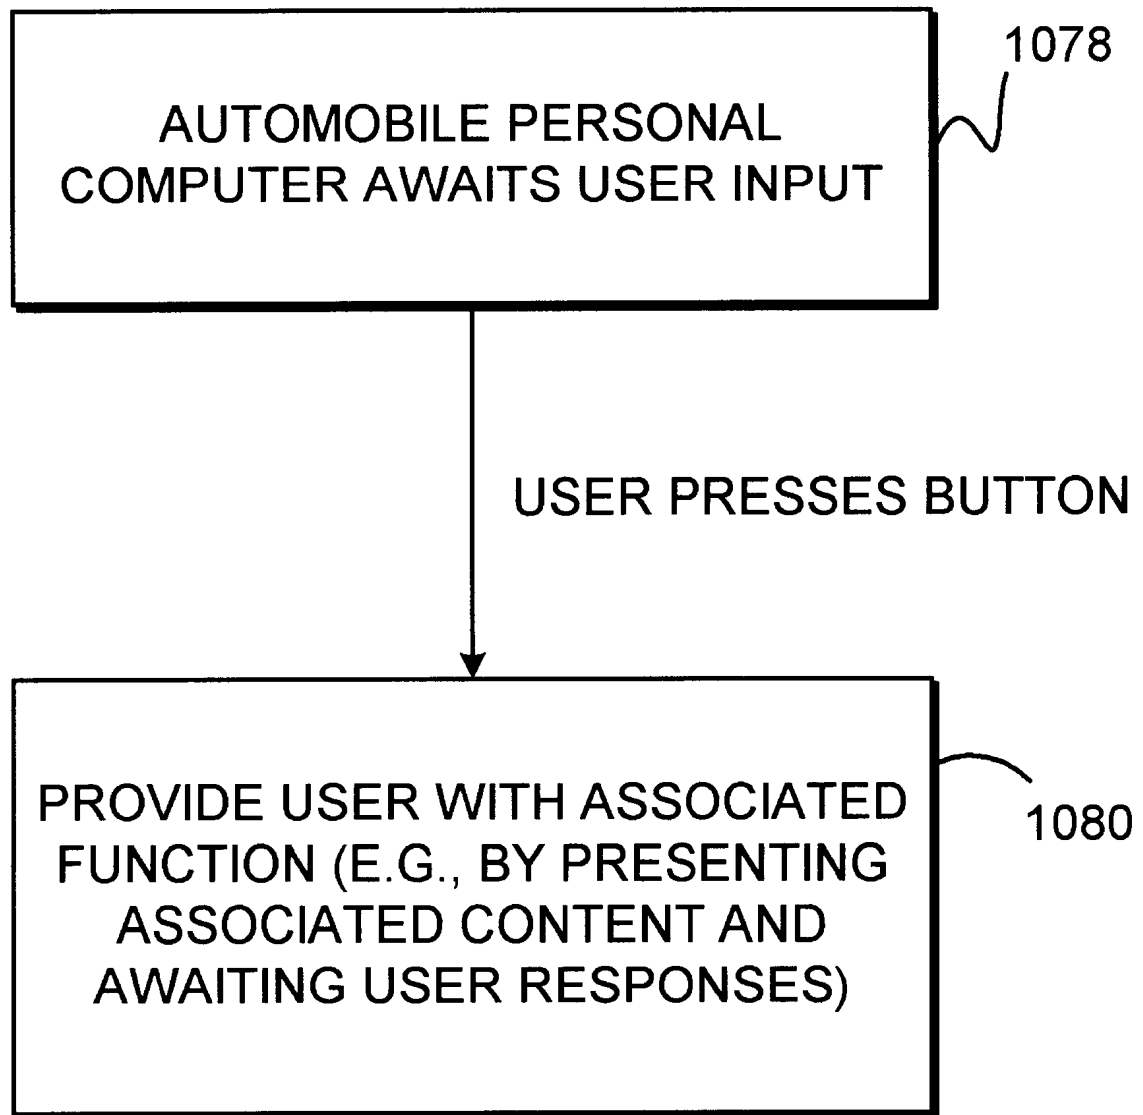 1078
AUTOMOBILE PERSONAL
COMPUTER AWAITS USER INPUT
USER PRESSES BUTTON
PROVIDE USER WITH ASSOCIATED
FUNCTION (E.G., BY PRESENTING
ASSOCIATED CONTENT AND
AWAITING USER RESPONSES)
1080